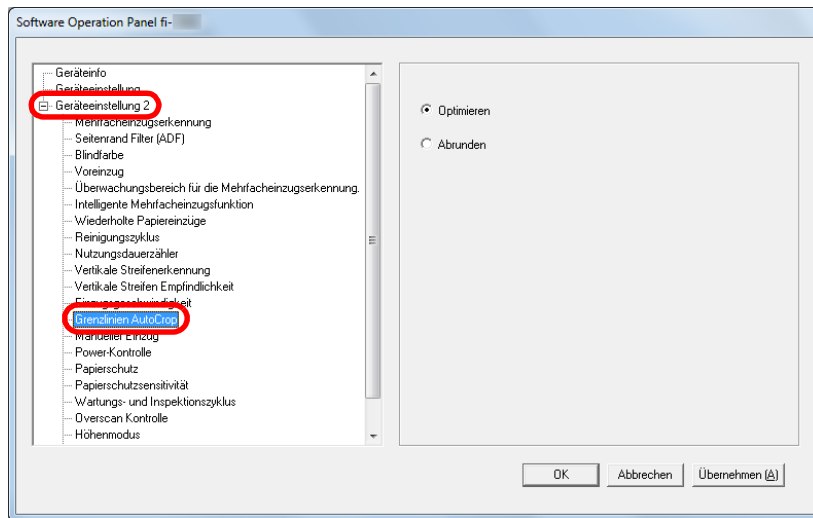 Software Operation Panel fi-
Geräteinfo
Geräteeinstellung
Geräteeinstellung 2
Mehrfacheinzugserkennung
Seitenrand Filter (ADF)
Blindfarbe
Voreinzug
Überwachungsbereich für die Mehrfacheinzugserkennung.
Intelligente Mehrfacheinzugsfunktion
Wiederholte Papiereinzüge
Reinigungszyklus
Nutzungsdauerzähler
Vertikale Streifenerkennung
Vertikale Streifen Empfindlichkeit
Einzugsgeschwindigkeit
Grenzlinien AutoCrop
Manueller Einzug
Power-Kontrolle
Papierschutz
Papierschutzsensitivität
Wartungs- und Inspektionszyklus
Overscan Kontrolle
Höhenmodus
Optimieren
Abrunden
OK
Abbrechen
Übernehmen (A)